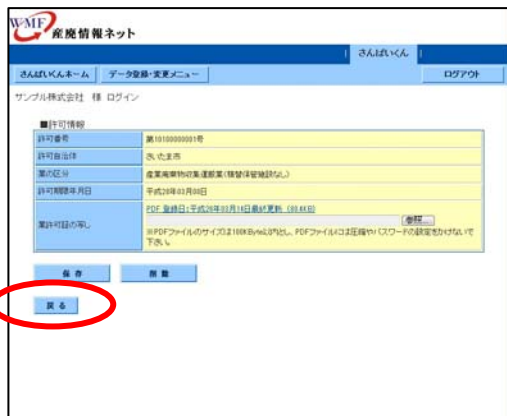 WMF 産廃情報ネット
| さんぱいくん |
さんぱいくんホーム データ登録・変更メニュー ログアウト
サンプル株式会社 様 ログイン
■許可情報
許可番号 第10100000001号
許可自治体 さいたま市
業の区分 産業廃棄物収集運搬業(積替保管施設なし)
許可期限年月日 平成28年03月08日
業許可証の写し PDF 登録日:平成26年03月14日最終更新 (80.4KB)
参照...
※PDFファイルのサイズは100KByte以内とし、PDFファイルには圧縮やパスワードの設定をかけないで
下さい。
保存 削除
戻る